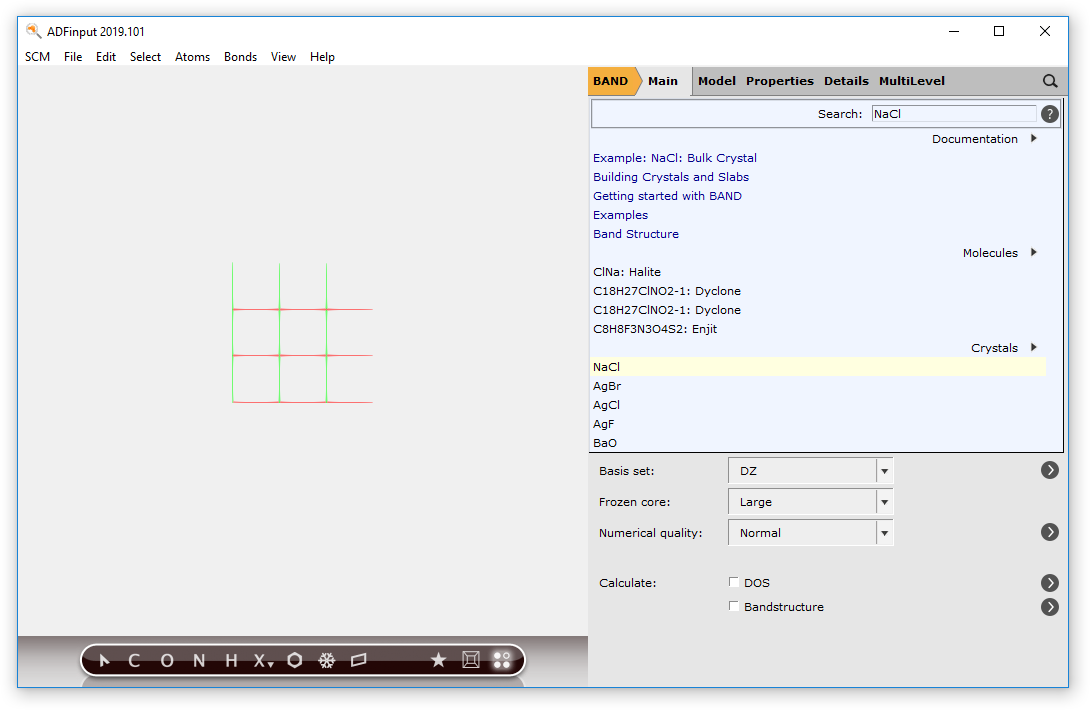 ADFinput 2019.101
SCM File Edit Select Atoms Bonds View Help
BAND Main Model Properties Details MultiLevel
Search: NaCl ?
Documentation
Example: NaCl: Bulk Crystal
Building Crystals and Slabs
Getting started with BAND
Examples
Band Structure
Molecules
ClNa: Halite
C18H27ClNO2-1: Dyclone
C18H27ClNO2-1: Dyclone
C8H8F3N3O4S2: Enjit
Crystals
NaCl
AgBr
AgCl
AgF
BaO
Basis set: DZ
Frozen core: Large
Numerical quality: Normal
Calculate: DOS
Bandstructure
C O N H X